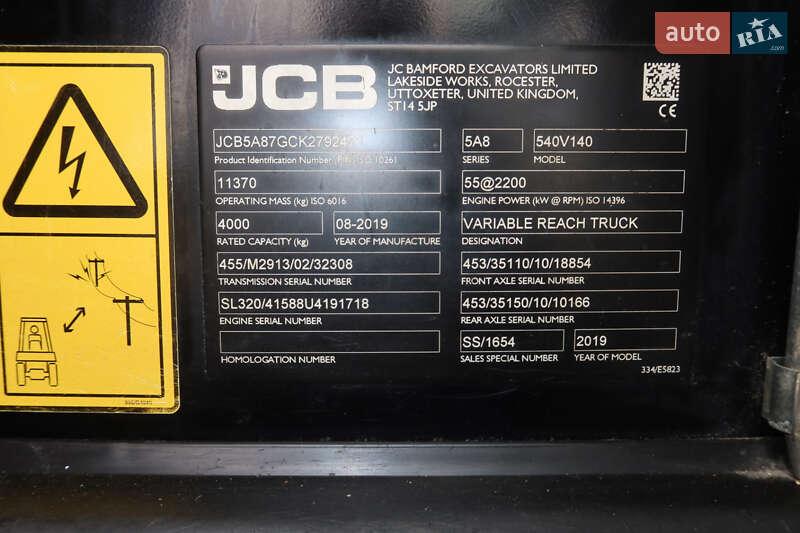 auto RIA.com
JCB
JC BAMFORD EXCAVATORS LIMITED
LAKESIDE WORKS, ROCESTER,
UTTOXETER, UNITED KINGDOM,
ST14 5JP
CE
5A8 540V140
Product Identification Number SERIES MODEL
11370 55@2200
OPERATING MASS (kg) ISO 6016 ENGINE POWER (kW @ RPM) ISO 14396
4000 08-2019 VARIABLE REACH TRUCK
RATED CAPACITY (kg) YEAR OF MANUFACTURE DESIGNATION
455/M2913/02/32308 453/35110/10/18854
TRANSMISSION SERIAL NUMBER FRONT AXLE SERIAL NUMBER
SL320/41588U4191718 453/35150/10/10166
ENGINE SERIAL NUMBER REAR AXLE SERIAL NUMBER
SS/1654 2019
HOMOLOGATION NUMBER SALES SPECIAL NUMBER YEAR OF MODEL
334/E5823